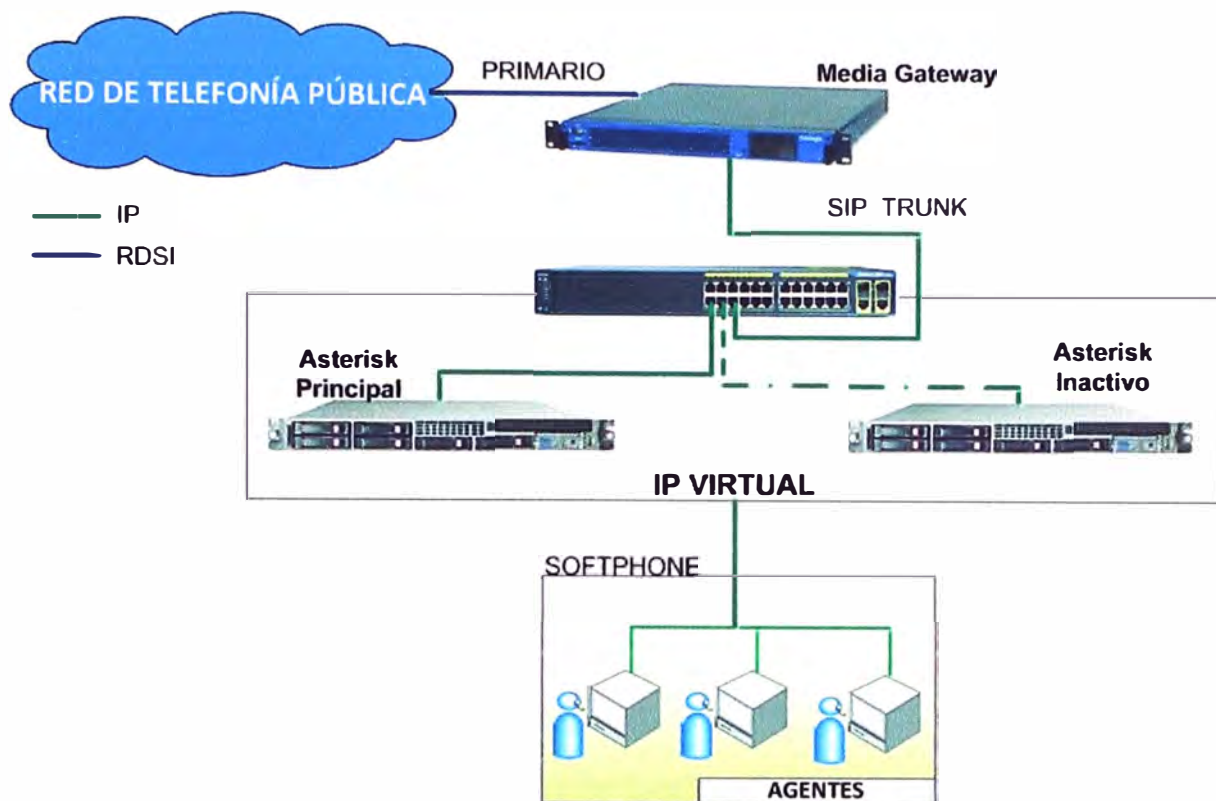 PRIMARIO
Media Gateway
RED DE TELEFONÍA PÚBLICA
SIP TRUNK
IP
RDSI
Asterisk
Principal
Asterisk
Inactivo
IP VIRTUAL
SOFTPHONE
AGENTES